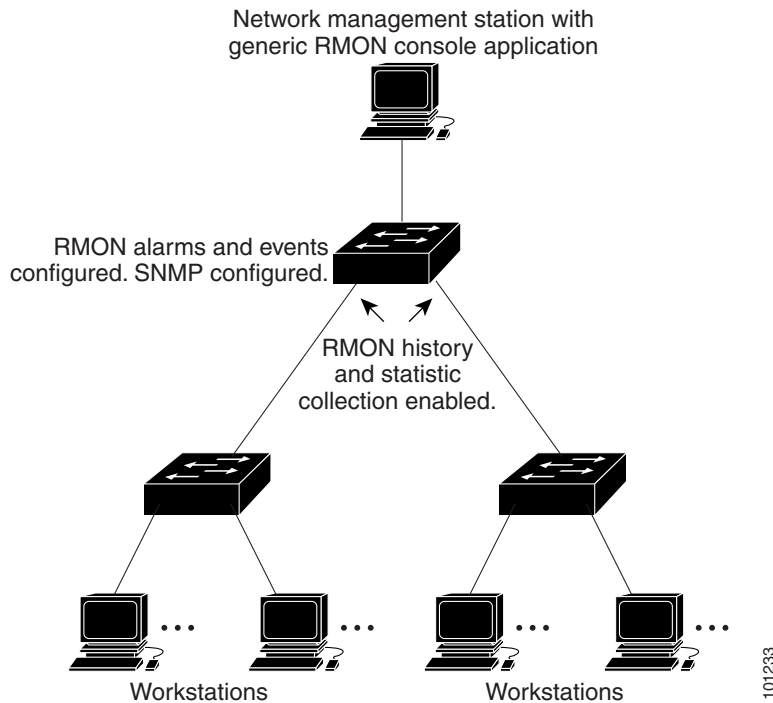 Network management station with
generic RMON console application
RMON alarms and events
configured. SNMP configured.
RMON history
and statistic
collection enabled.
Workstations
Workstations
101233